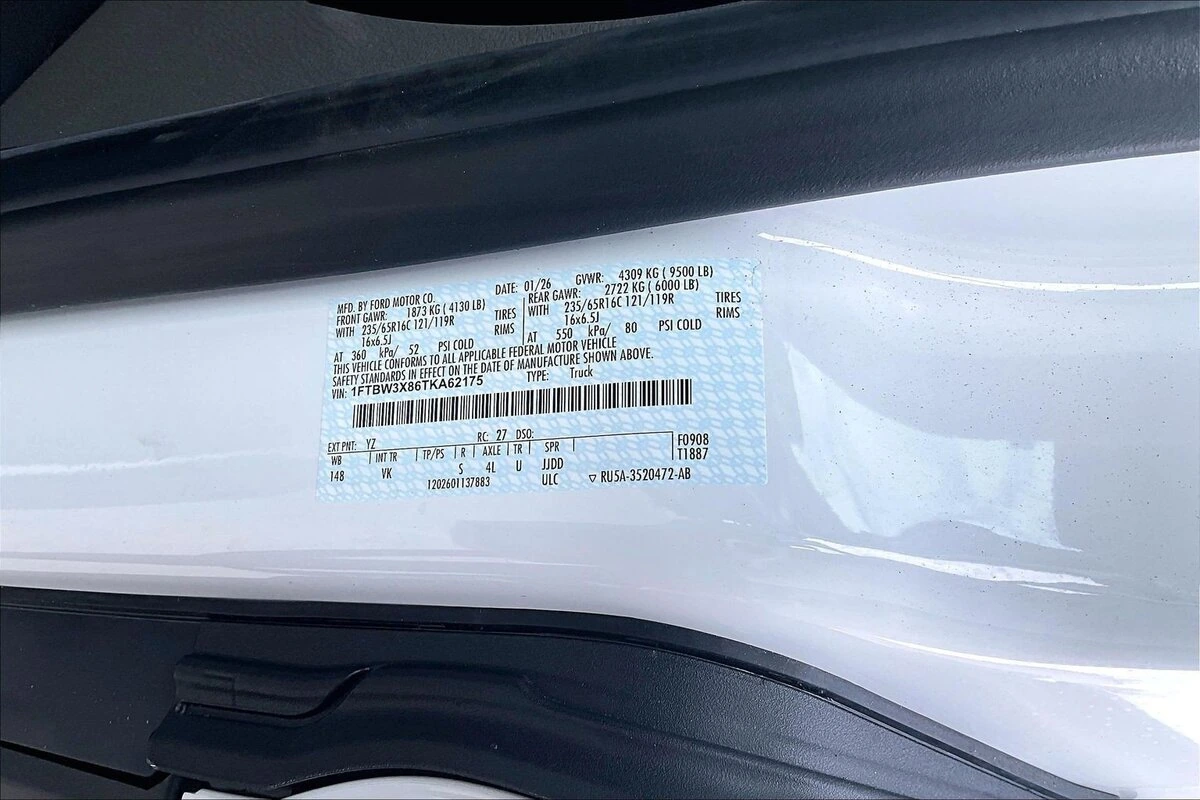 MFD. BY FORD MOTOR CO. DATE: 01/26 GVWR: 4309 KG ( 9500 LB)
FRONT GAWR: 1873 KG ( 4130 LB) REAR GAWR: 2722 KG ( 6000 LB)
WITH 235/65R16C 121/119R TIRES WITH 235/65R16C 121/119R TIRES
16x6.5J RIMS 16x6.5J RIMS
AT 360 kPa/ 52 PSI COLD AT 550 kPa/ 80 PSI COLD
THIS VEHICLE CONFORMS TO ALL APPLICABLE FEDERAL MOTOR VEHICLE
SAFETY STANDARDS IN EFFECT ON THE DATE OF MANUFACTURE SHOWN ABOVE.
VIN: 1FTBW3X86TKA62175 TYPE: Truck
EXT PNT: YZ RC: 27 DSO:
WB INT TR TP/PS R AXLE TR SPR F0908
148 VK S 4L U JJDD T1887
1202601137883 ULC ▽ RU5A-3520472-AB